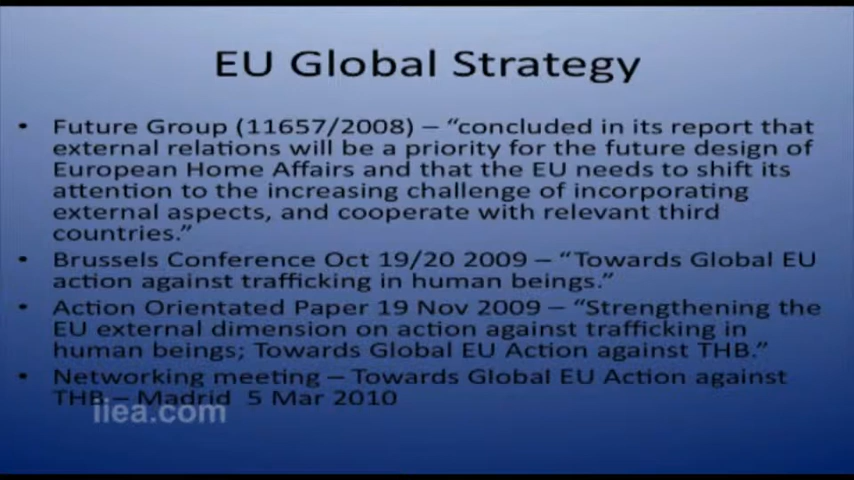 EU Global Strategy
• Future Group (11657/2008) – “concluded in its report that
external relations will be a priority for the future design of
European Home Affairs and that the EU needs to shift its
attention to the increasing challenge of incorporating
external aspects, and cooperate with relevant third
countries.”
• Brussels Conference Oct 19/20 2009 – “Towards Global EU
action against trafficking in human beings.”
• Action Orientated Paper 19 Nov 2009 – “Strengthening the
EU external dimension on action against trafficking in
human beings; Towards Global EU Action against THB.”
• Networking meeting – Towards Global EU Action against
THB – Madrid 5 Mar 2010
iiea.com